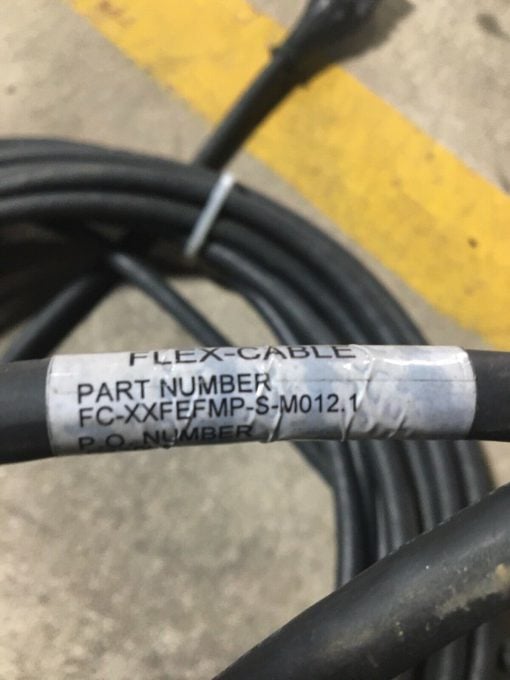 FLEX-CABLE
PART NUMBER
FC-XXFEFMP-S-M012.1
P.O. NUMBER